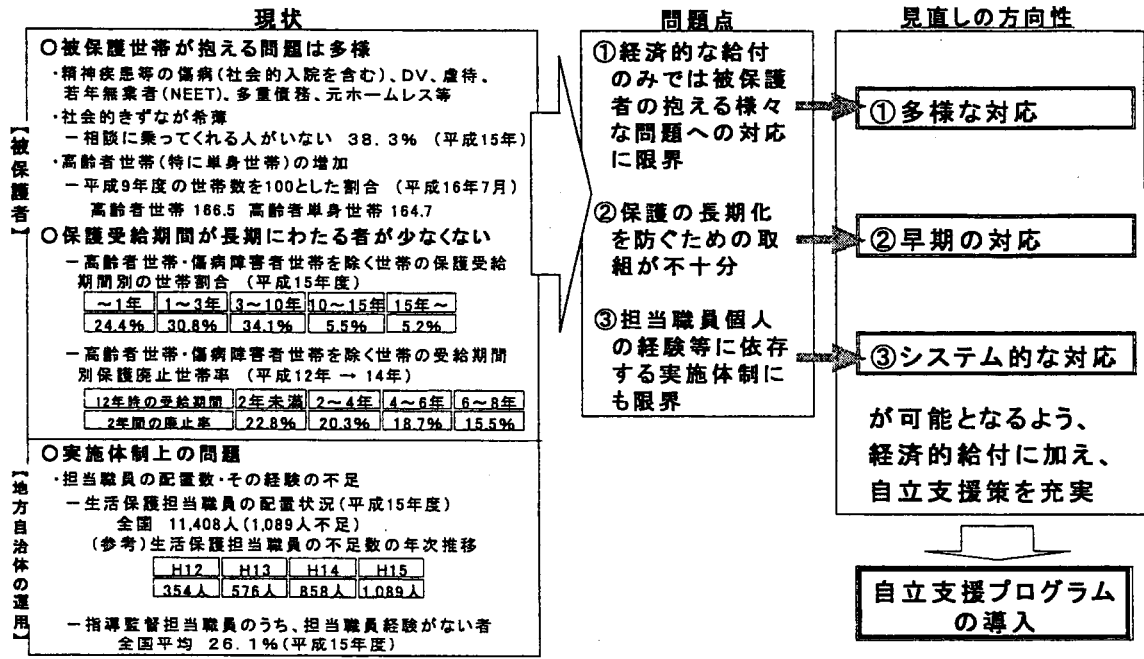 現状
【被保護者】
〇被保護世帯が抱える問題は多様
・精神疾患等の傷病(社会的入院を含む)、DV、虐待、
若年無業者(NEET)、多重債務、元ホームレス等
・社会的きずなが希薄
－相談に乗ってくれる人がいない 38.3% (平成15年)
・高齢者世帯(特に単身世帯)の増加
－平成9年度の世帯数を100とした割合 (平成16年7月)
高齢者世帯 166.5 高齢者単身世帯 164.7
〇保護受給期間が長期にわたる者が少なくない
－高齢者世帯・傷病障害者世帯を除く世帯の保護受給
期間別の世帯割合 (平成15年度)
～1年 1～3年 3～10年 10～15年 15年～
24.4% 30.8% 34.1% 5.5% 5.2%
－高齢者世帯・傷病障害者世帯を除く世帯の受給期間
別保護廃止世帯率 (平成12年 → 14年)
12年時の受給期間 2年未満 2～4年 4～6年 6～8年
2年間の廃止率 22.8% 20.3% 18.7% 15.5%
【地方自治体の運用】
〇実施体制上の問題
・担当職員の配置数・その経験の不足
－生活保護担当職員の配置状況(平成15年度)
全国 11,408人(1,089人不足)
(参考)生活保護担当職員の不足数の年次推移
H12 H13 H14 H15
354人 576人 858人 1,089人
－指導監督担当職員のうち、担当職員経験がない者
全国平均 26.1%(平成15年度)
問題点
①経済的な給付
のみでは被保護
者の抱える様々
な問題への対応
に限界
②保護の長期化
を防ぐための取
組が不十分
③担当職員個人
の経験等に依存
する実施体制に
も限界
見直しの方向性
①多様な対応
②早期の対応
③システム的な対応
が可能となるよう、
経済的給付に加え、
自立支援策を充実
自立支援プログラム
の導入